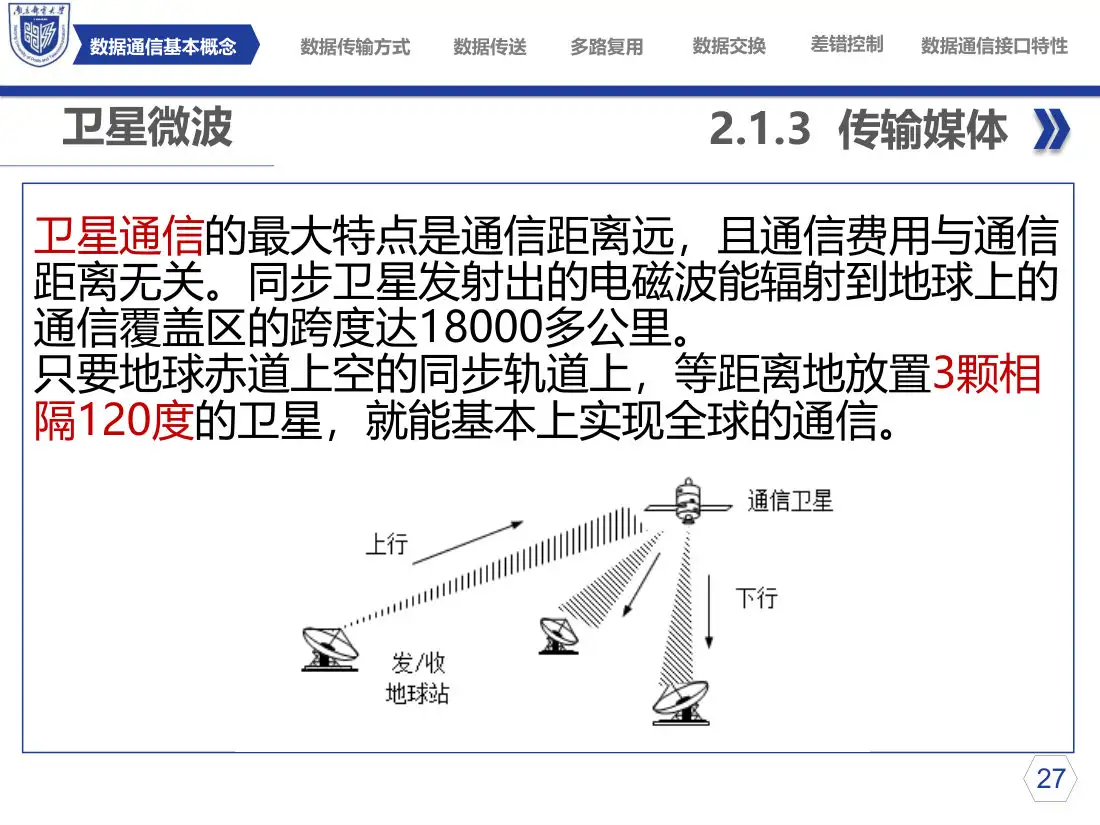 南京邮电大学
数据通信基本概念
数据传输方式
数据传送
多路复用
数据交换
差错控制
数据通信接口特性
卫星微波
2.1.3 传输媒体
卫星通信的最大特点是通信距离远，且通信费用与通信
距离无关。同步卫星发射出的电磁波能辐射到地球上的
通信覆盖区的跨度达18000多公里。
只要地球赤道上空的同步轨道上，等距离地放置3颗相
隔120度的卫星，就能基本上实现全球的通信。
通信卫星
上行
下行
发/收
地球站
27